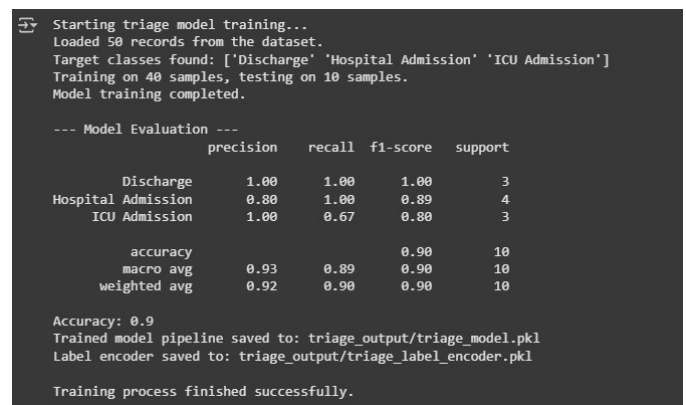 Starting triage model training...
Loaded 50 records from the dataset.
Target classes found: ['Discharge' 'Hospital Admission' 'ICU Admission']
Training on 40 samples, testing on 10 samples.
Model training completed.

--- Model Evaluation ---
                    precision    recall  f1-score   support

         Discharge       1.00      1.00      1.00         3
Hospital Admission       0.80      1.00      0.89         4
     ICU Admission       1.00      0.67      0.80         3

          accuracy                           0.90        10
         macro avg       0.93      0.89      0.90        10
      weighted avg       0.92      0.90      0.90        10

Accuracy: 0.9
Trained model pipeline saved to: triage_output/triage_model.pkl
Label encoder saved to: triage_output/triage_label_encoder.pkl

Training process finished successfully.